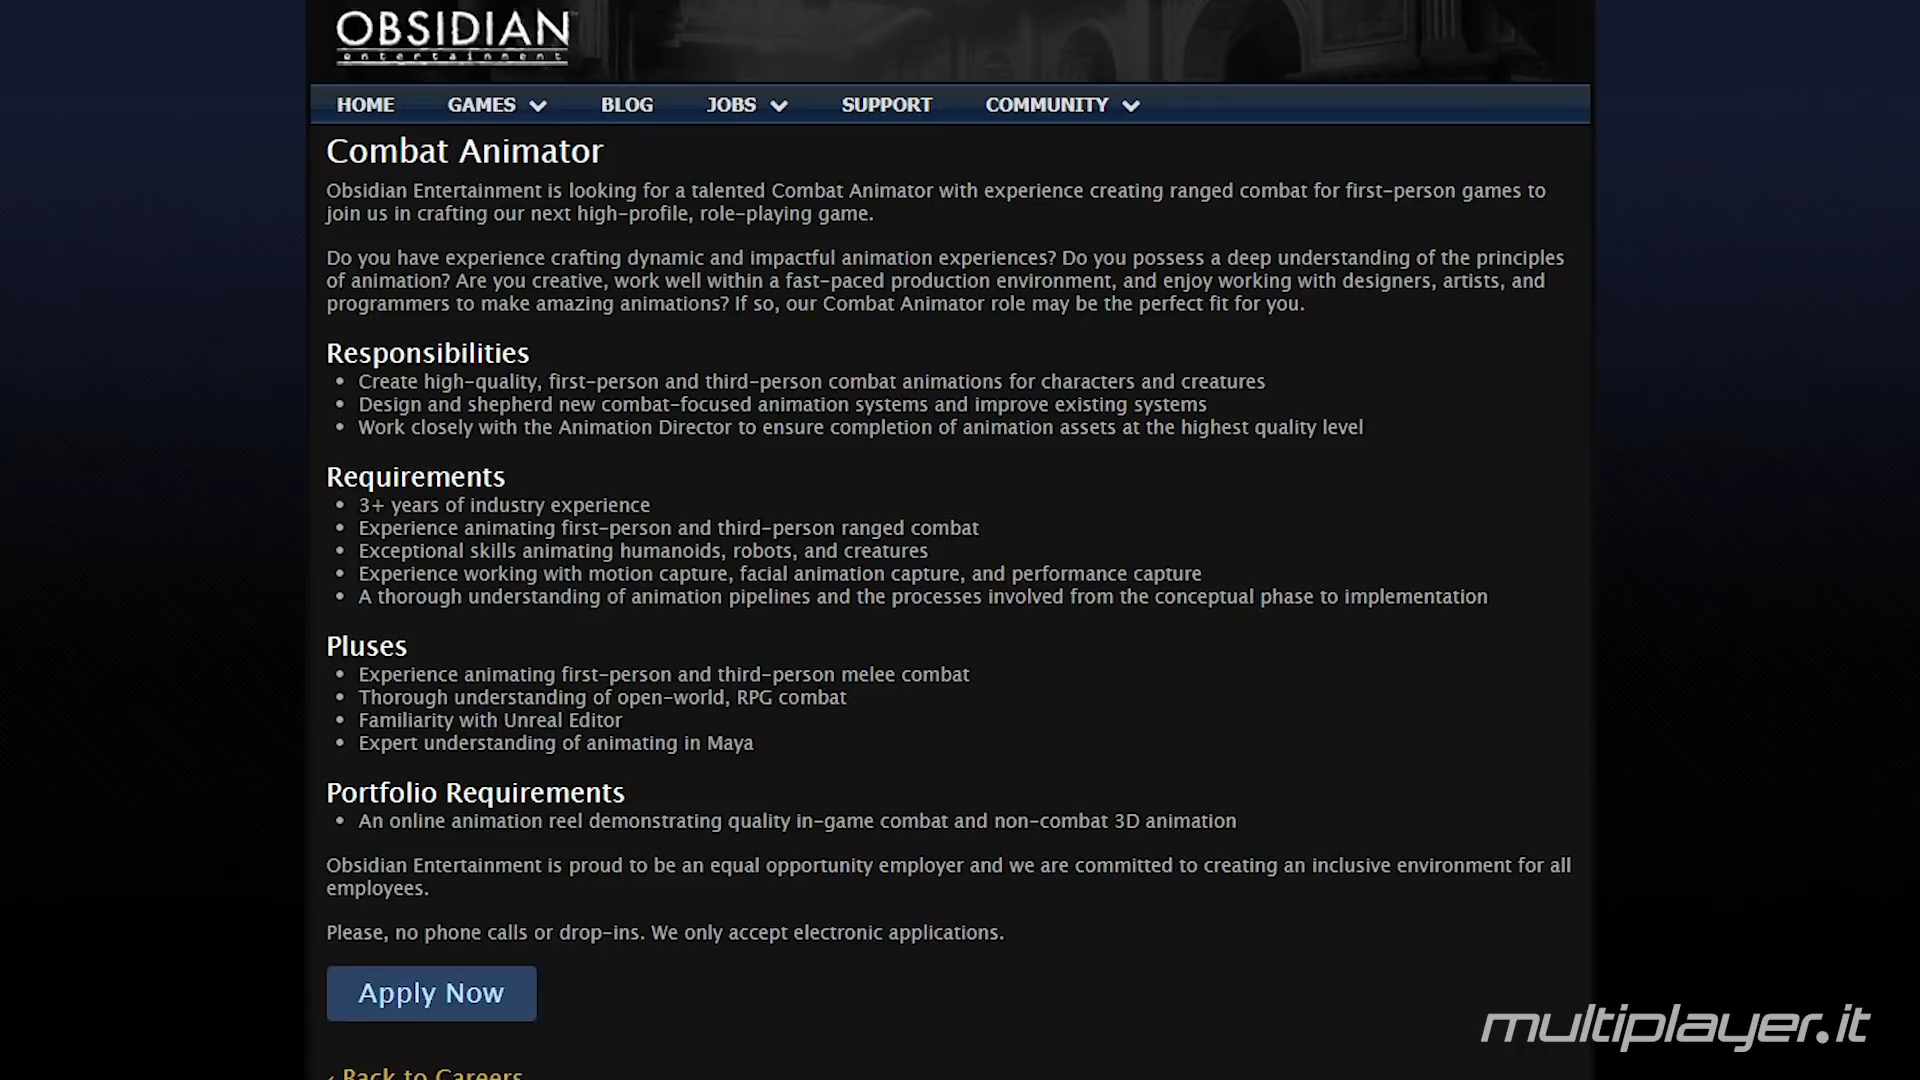 OBSIDIAN
entertainment
HOME GAMES BLOG JOBS SUPPORT COMMUNITY
Combat Animator
Obsidian Entertainment is looking for a talented Combat Animator with experience creating ranged combat for first-person games to
join us in crafting our next high-profile, role-playing game.
Do you have experience crafting dynamic and impactful animation experiences? Do you possess a deep understanding of the principles
of animation? Are you creative, work well within a fast-paced production environment, and enjoy working with designers, artists, and
programmers to make amazing animations? If so, our Combat Animator role may be the perfect fit for you.
Responsibilities
• Create high-quality, first-person and third-person combat animations for characters and creatures
• Design and shepherd new combat-focused animation systems and improve existing systems
• Work closely with the Animation Director to ensure completion of animation assets at the highest quality level
Requirements
• 3+ years of industry experience
• Experience animating first-person and third-person ranged combat
• Exceptional skills animating humanoids, robots, and creatures
• Experience working with motion capture, facial animation capture, and performance capture
• A thorough understanding of animation pipelines and the processes involved from the conceptual phase to implementation
Pluses
• Experience animating first-person and third-person melee combat
• Thorough understanding of open-world, RPG combat
• Familiarity with Unreal Editor
• Expert understanding of animating in Maya
Portfolio Requirements
• An online animation reel demonstrating quality in-game combat and non-combat 3D animation
Obsidian Entertainment is proud to be an equal opportunity employer and we are committed to creating an inclusive environment for all
employees.
Please, no phone calls or drop-ins. We only accept electronic applications.
Apply Now
‹ Back to Careers
multiplayer.it